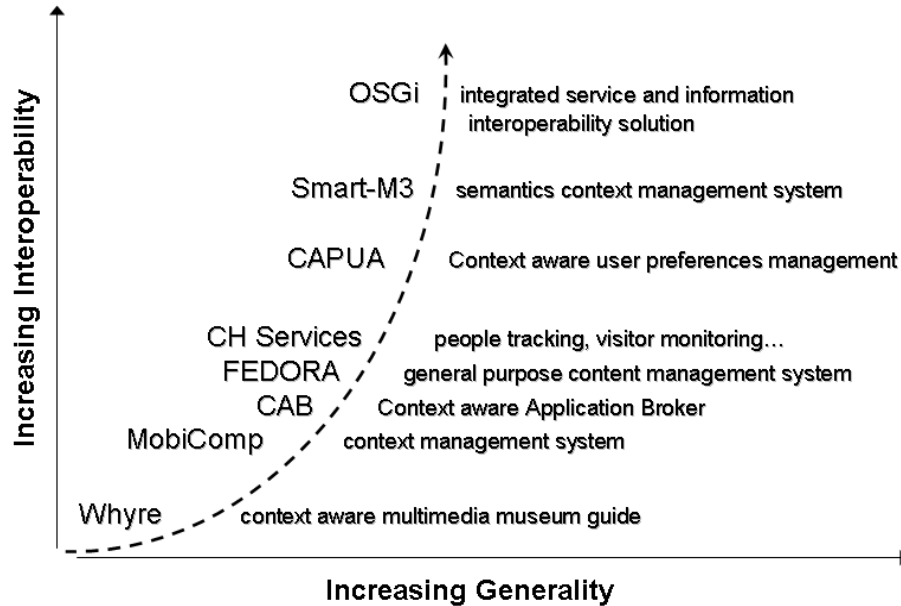 OSGi integrated service and information
interoperability solution
Smart-M3 semantics context management system
CAPUA Context aware user preferences management
CH Services people tracking, visitor monitoring…
FEDORA general purpose content management system
CAB Context aware Application Broker
MobiComp context management system
Whyre context aware multimedia museum guide
Increasing Interoperability
Increasing Generality